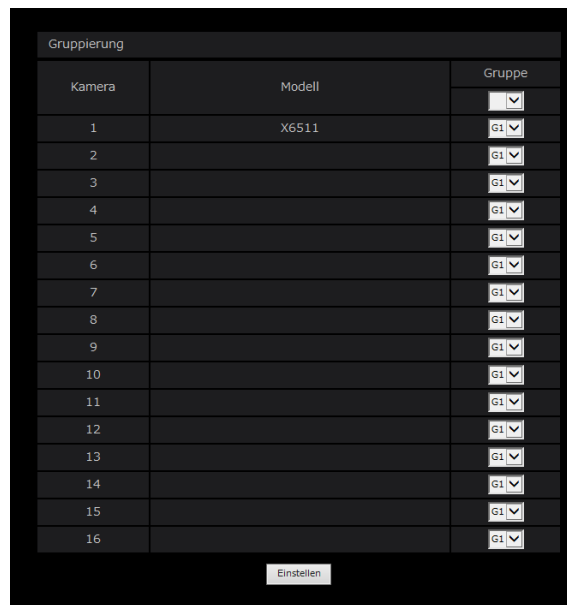 Gruppierung
Kamera Modell Gruppe
1 X6511 G1
2 G1
3 G1
4 G1
5 G1
6 G1
7 G1
8 G1
9 G1
10 G1
11 G1
12 G1
13 G1
14 G1
15 G1
16 G1
Einstellen